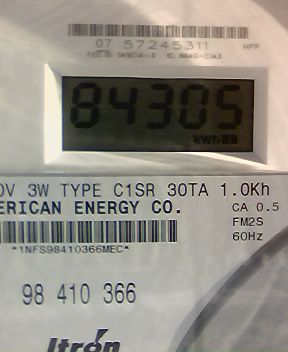 07 57245311
84305
kWh
0V 3W TYPE C1SR 30TA 1.0Kh
ERICAN ENERGY CO.
CA 0.5
FM2S
60Hz
*1NFS98410366MEC*
98 410 366
Itrón